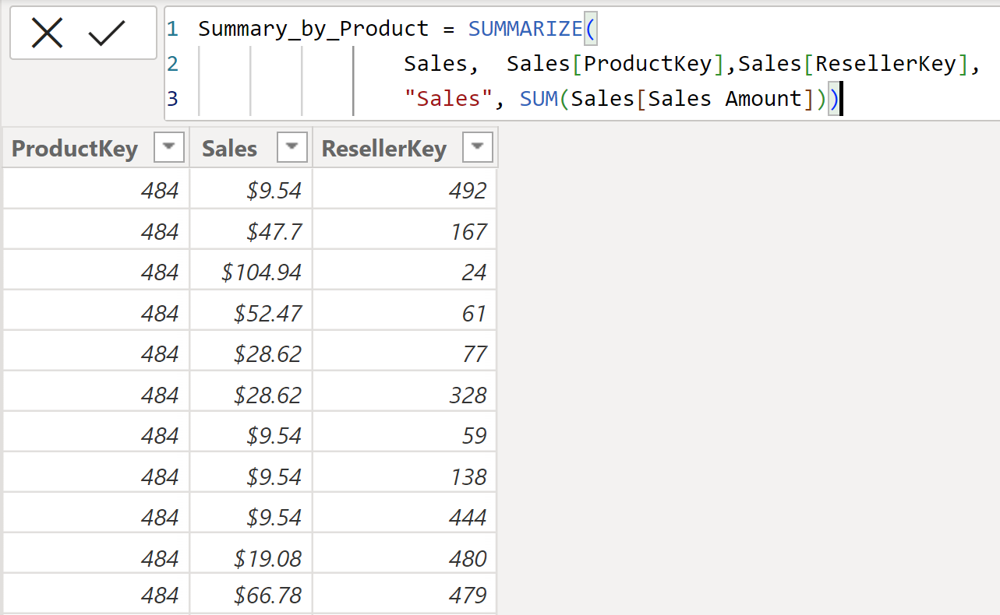 1 Summary_by_Product = SUMMARIZE(
2 Sales,  Sales[ProductKey],Sales[ResellerKey],
3 "Sales", SUM(Sales[Sales Amount]))
ProductKey Sales ResellerKey
484 $9.54 492
484 $47.7 167
484 $104.94 24
484 $52.47 61
484 $28.62 77
484 $28.62 328
484 $9.54 59
484 $9.54 138
484 $9.54 444
484 $19.08 480
484 $66.78 479